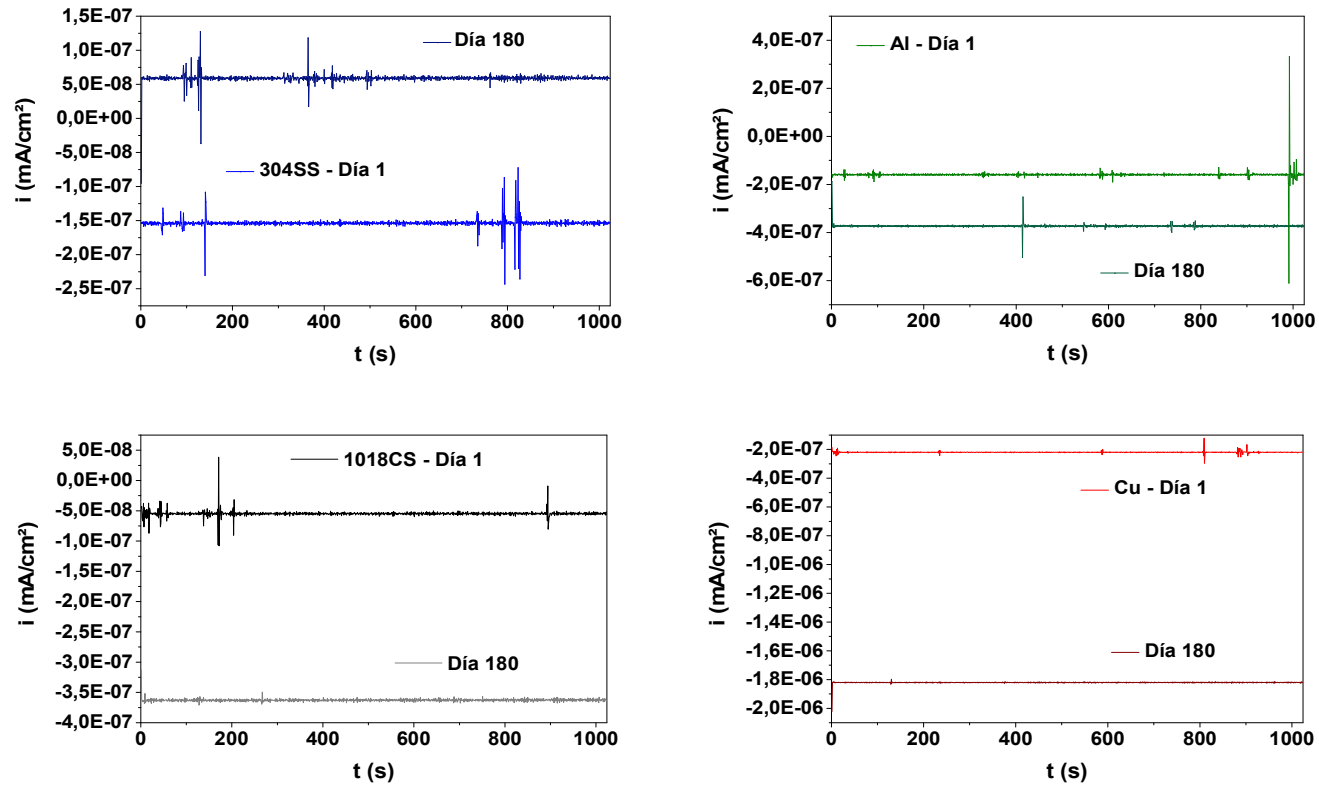 1,5E-07
1,0E-07
5,0E-08
0,0E+00
-5,0E-08
-1,0E-07
-1,5E-07
-2,0E-07
-2,5E-07
i (mA/cm²)
Día 180
304SS - Día 1
0 200 400 600 800 1000
t (s)
4,0E-07
2,0E-07
0,0E+00
-2,0E-07
-4,0E-07
-6,0E-07
i (mA/cm²)
Al - Día 1
Día 180
0 200 400 600 800 1000
t (s)
5,0E-08
0,0E+00
-5,0E-08
-1,0E-07
-1,5E-07
-2,0E-07
-2,5E-07
-3,0E-07
-3,5E-07
-4,0E-07
i (mA/cm²)
1018CS - Día 1
Día 180
0 200 400 600 800 1000
t (s)
-2,0E-07
-4,0E-07
-6,0E-07
-8,0E-07
-1,0E-06
-1,2E-06
-1,4E-06
-1,6E-06
-1,8E-06
-2,0E-06
i (mA/cm²)
Cu - Día 1
Día 180
0 200 400 600 800 1000
t (s)